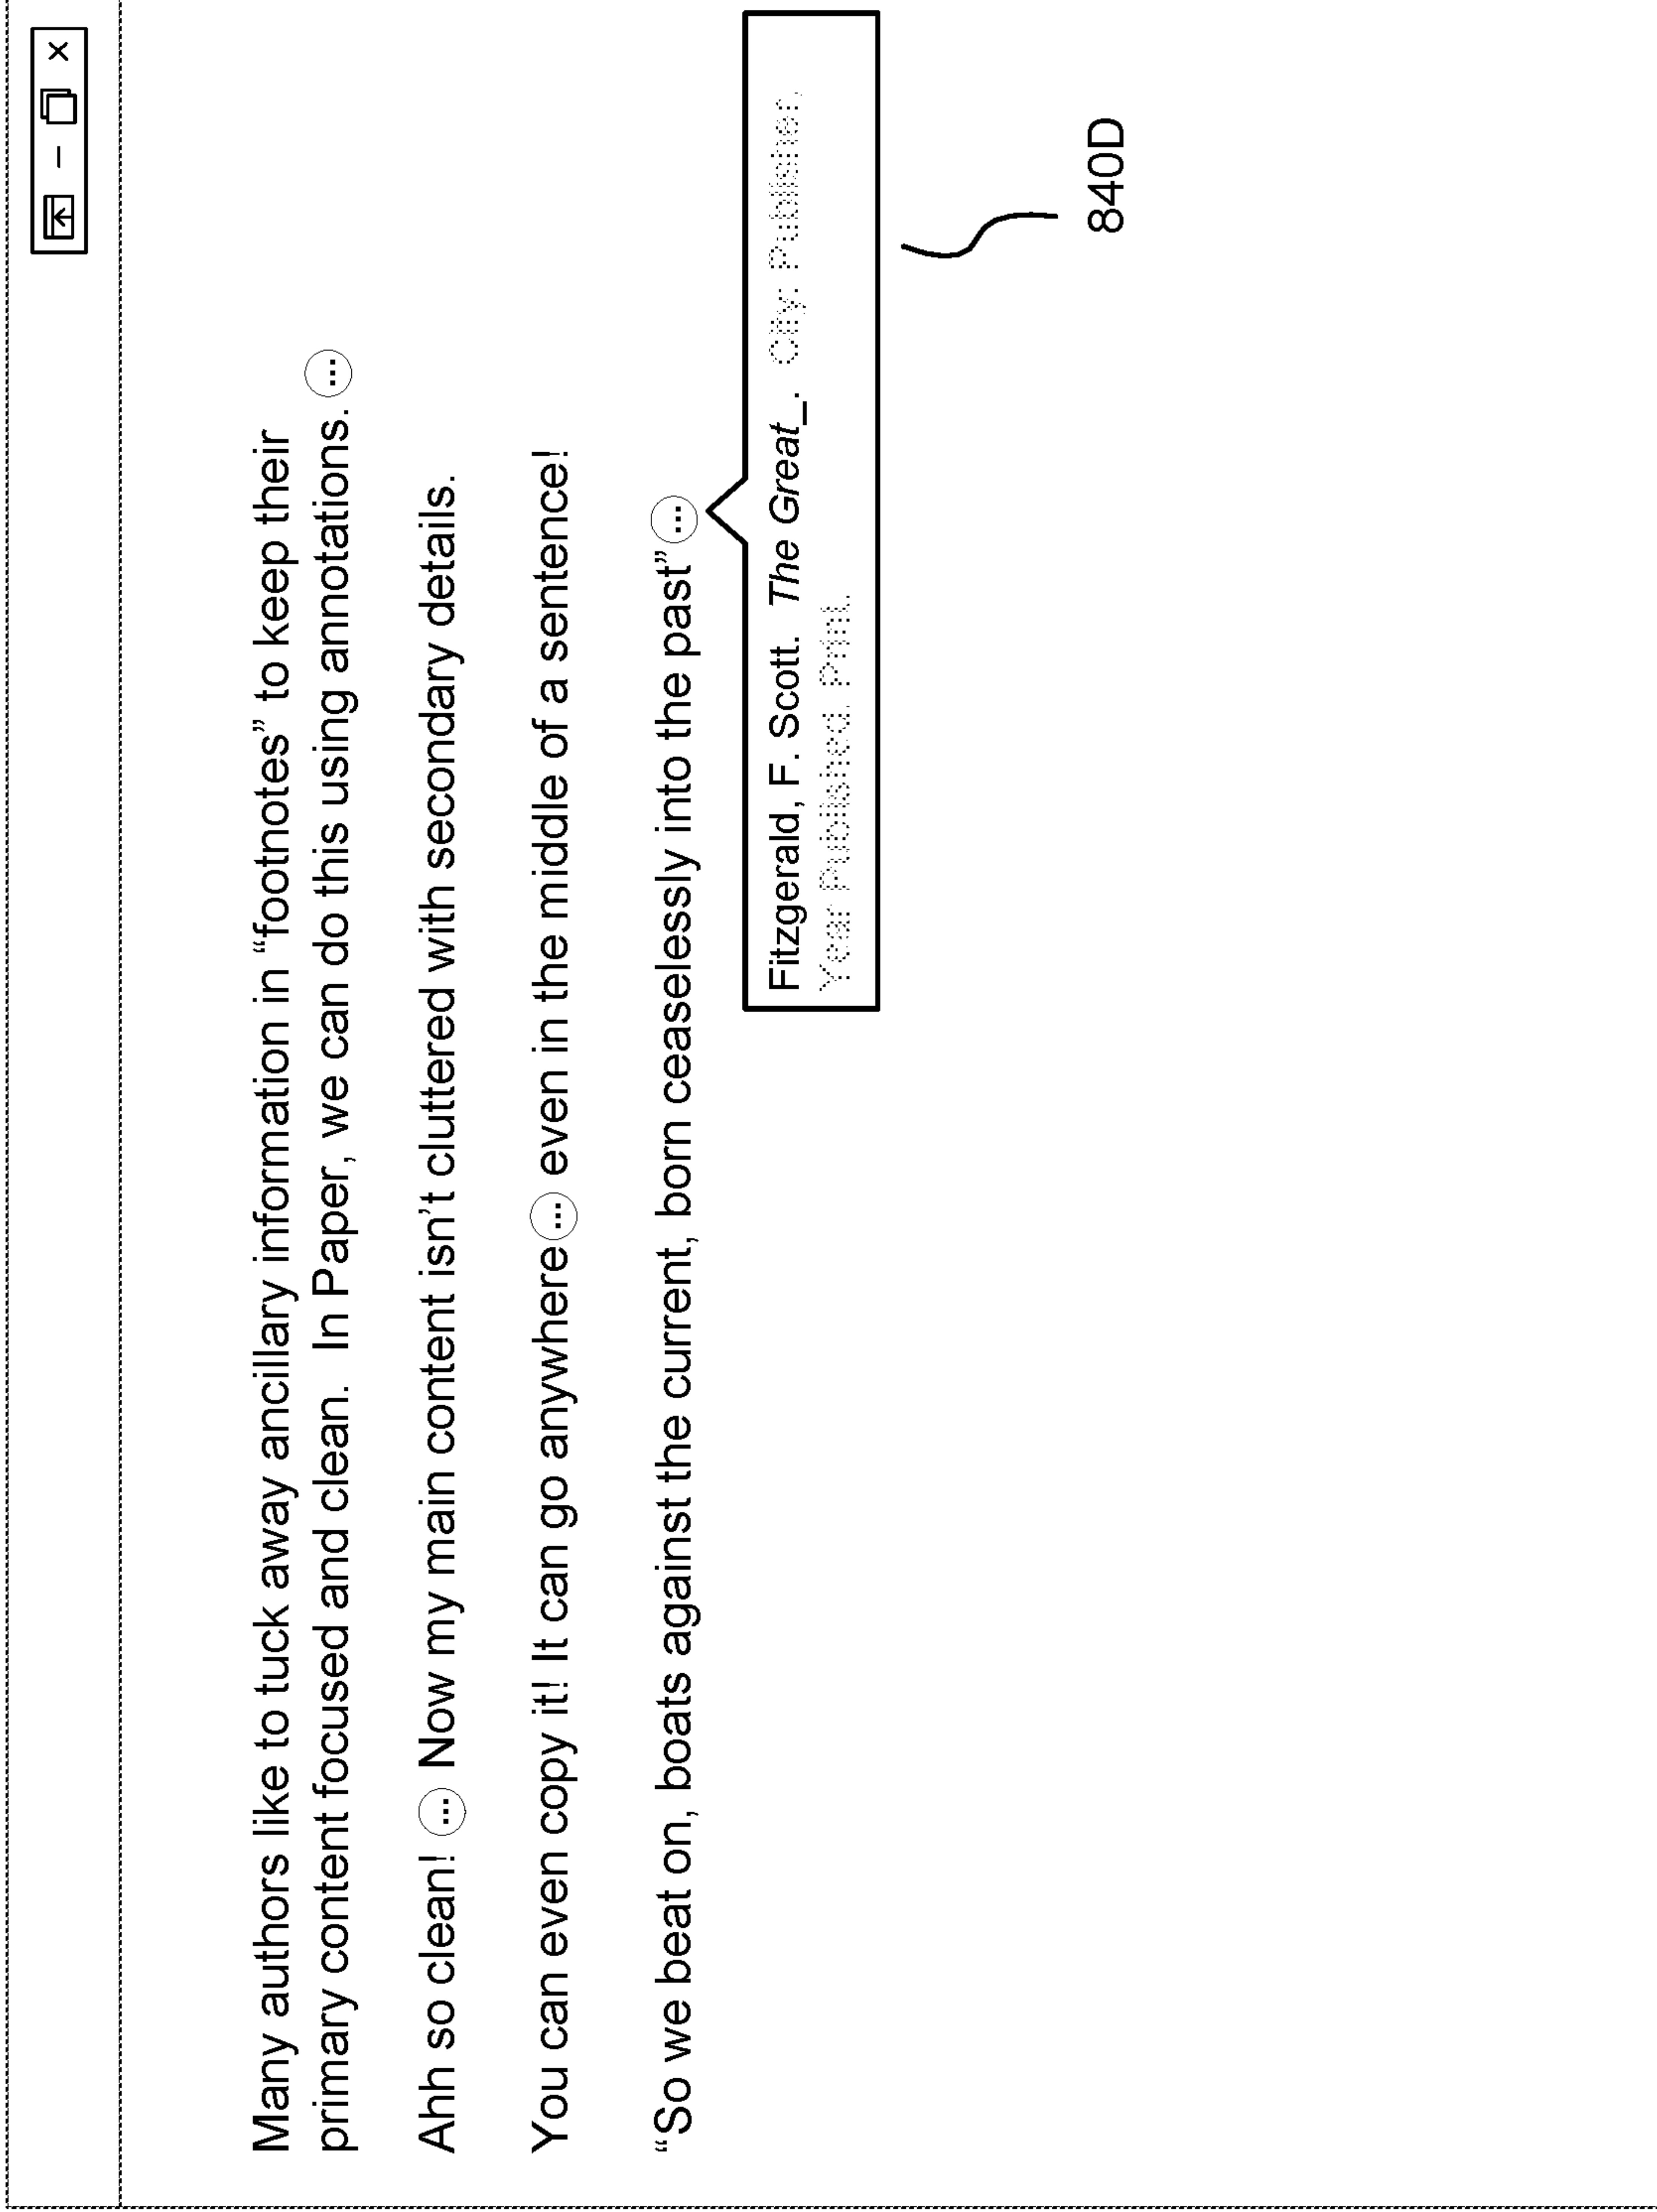 Many authors like to tuck away ancillary information in “footnotes” to keep their
primary content focused and clean.  In Paper, we can do this using annotations. ...
Ahh so clean! ... Now my main content isn’t cluttered with secondary details.
You can even copy it! It can go anywhere ... even in the middle of a sentence!
“So we beat on, boats against the current, born ceaselessly into the past” ...
Fitzgerald, F. Scott.  The Great_.  City: Publisher,
Year Published. Print.
840D